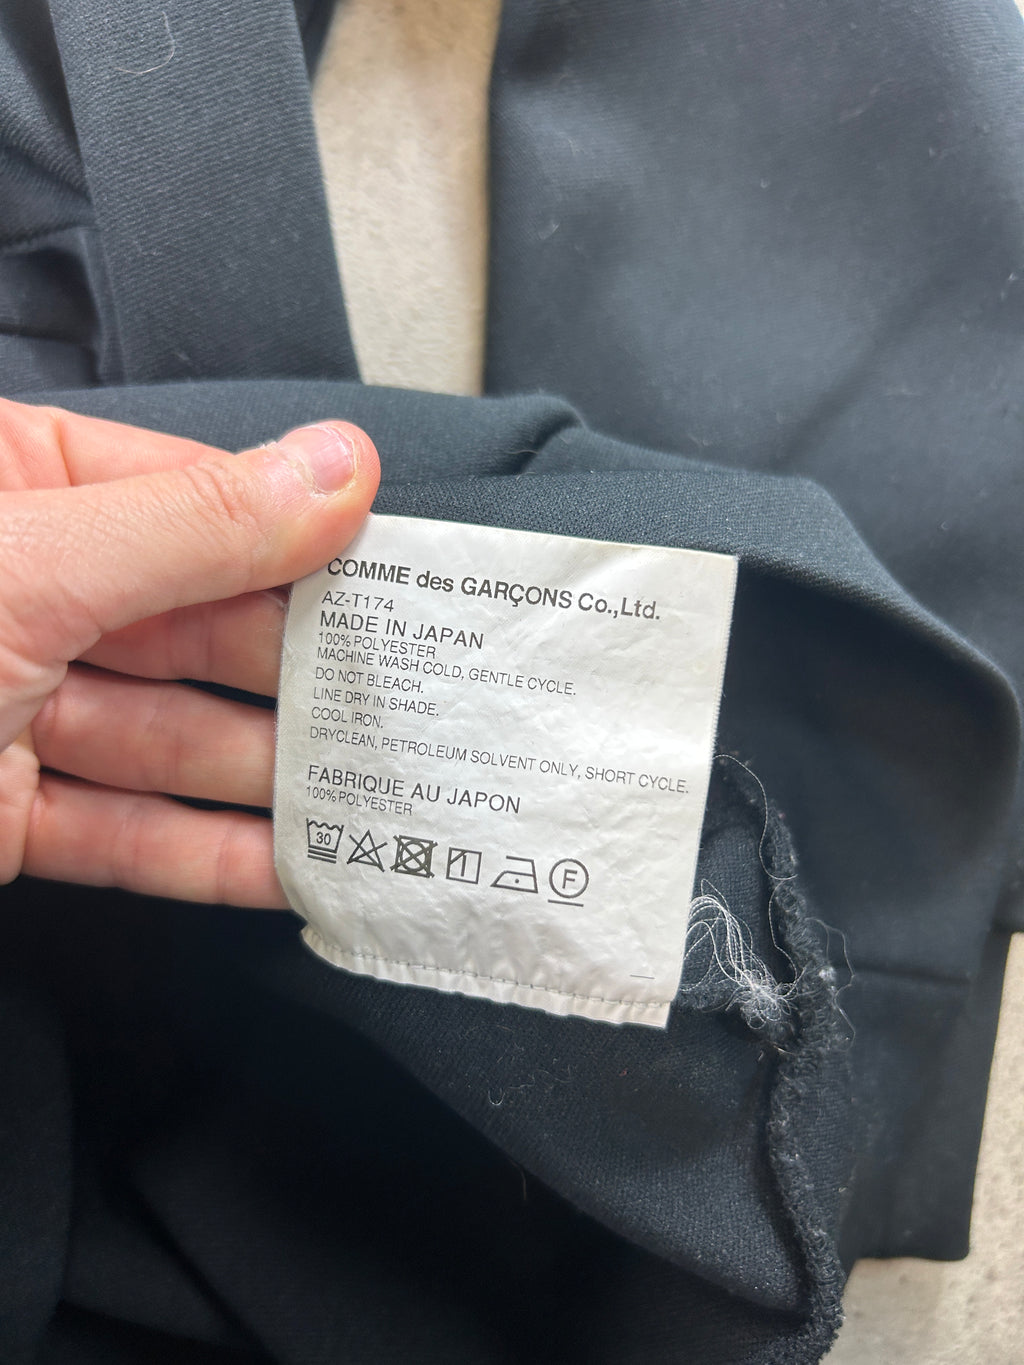 COMME des GARÇONS Co.,Ltd.
AZ-T174
MADE IN JAPAN
100% POLYESTER
MACHINE WASH COLD, GENTLE CYCLE.
DO NOT BLEACH.
LINE DRY IN SHADE.
COOL IRON.
DRYCLEAN, PETROLEUM SOLVENT ONLY, SHORT CYCLE.
FABRIQUE AU JAPON
100% POLYESTER
30 F